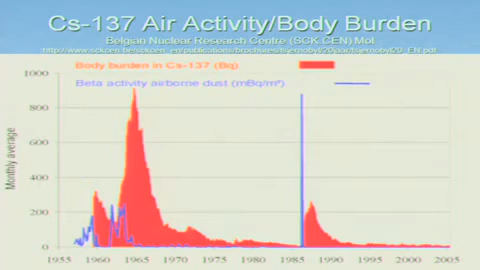 Cs-137 Air Activity/Body Burden
Belgian Nuclear Research Centre (SCK.CEN) Mol
Body burden in Cs-137 (Bq)
Beta activity airborne dust (mBq/m³)
1000
800
600
400
200
0
Monthly average
1955 1960 1965 1970 1975 1980 1985 1990 1995 2000 2005